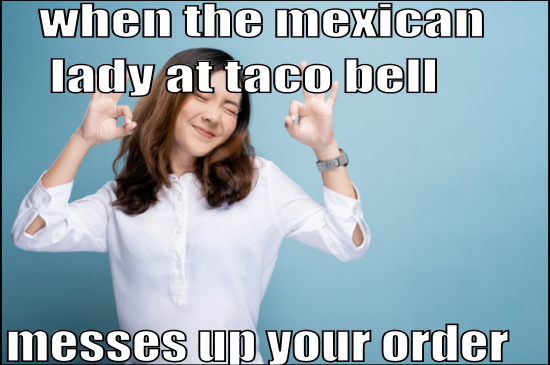 when the mexican
lady at taco bell
messes up your order